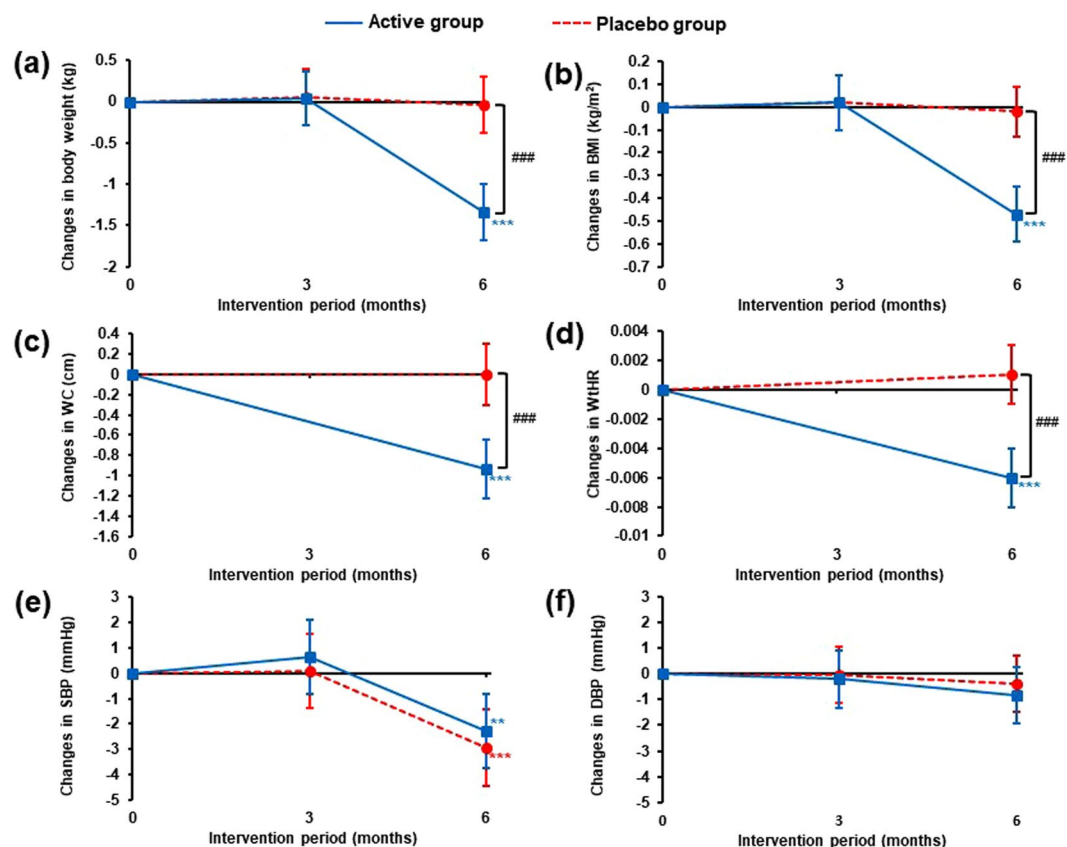 Active group Placebo group
(a)
Changes in body weight (kg)
0.5
0
-0.5
-1
-1.5
-2
0 3 6
Intervention period (months)
###
***
(b)
Changes in BMI (kg/m²)
0.2
0.1
0
-0.1
-0.2
-0.3
-0.4
-0.5
-0.6
-0.7
0 3 6
Intervention period (months)
###
***
(c)
Changes in WC (cm)
0.4
0.2
0
-0.2
-0.4
-0.6
-0.8
-1
-1.2
-1.4
-1.6
0 3 6
Intervention period (months)
###
***
(d)
Changes in WtHR
0.004
0.002
0
-0.002
-0.004
-0.006
-0.008
-0.01
0 3 6
Intervention period (months)
###
***
(e)
Changes in SBP (mmHg)
3
2
1
0
-1
-2
-3
-4
-5
0 3 6
Intervention period (months)
**
***
(f)
Changes in DBP (mmHg)
3
2
1
0
-1
-2
-3
-4
-5
0 3 6
Intervention period (months)